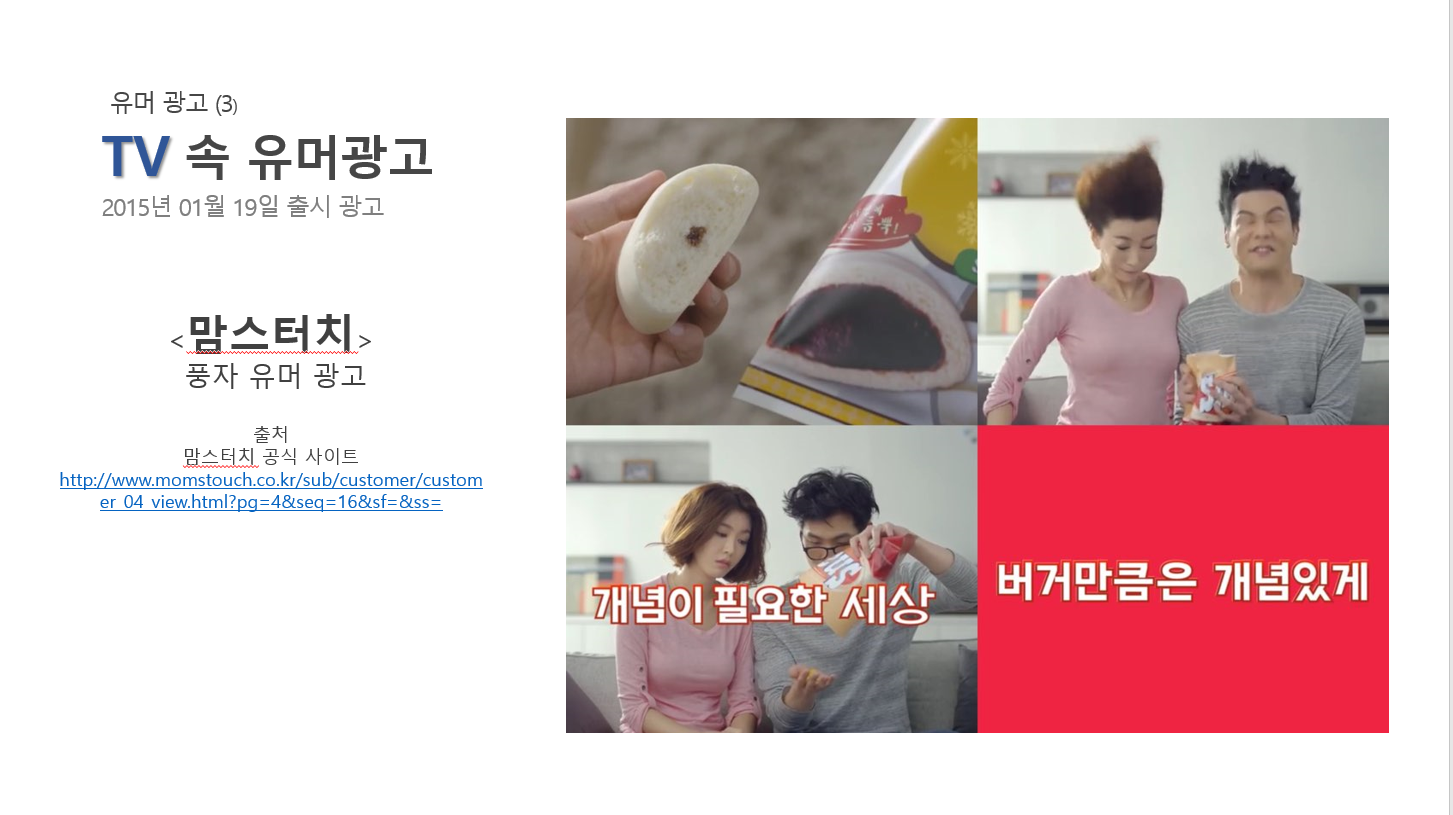 유머 광고 (3)
TV 속 유머광고
2015년 01월 19일 출시 광고
<맘스터치>
풍자 유머 광고
출처
맘스터치 공식 사이트
http://www.momstouch.co.kr/sub/customer/custom
er_04_view.html?pg=4&seq=16&sf=&ss=
개념이 필요한 세상
버거만큼은 개념있게